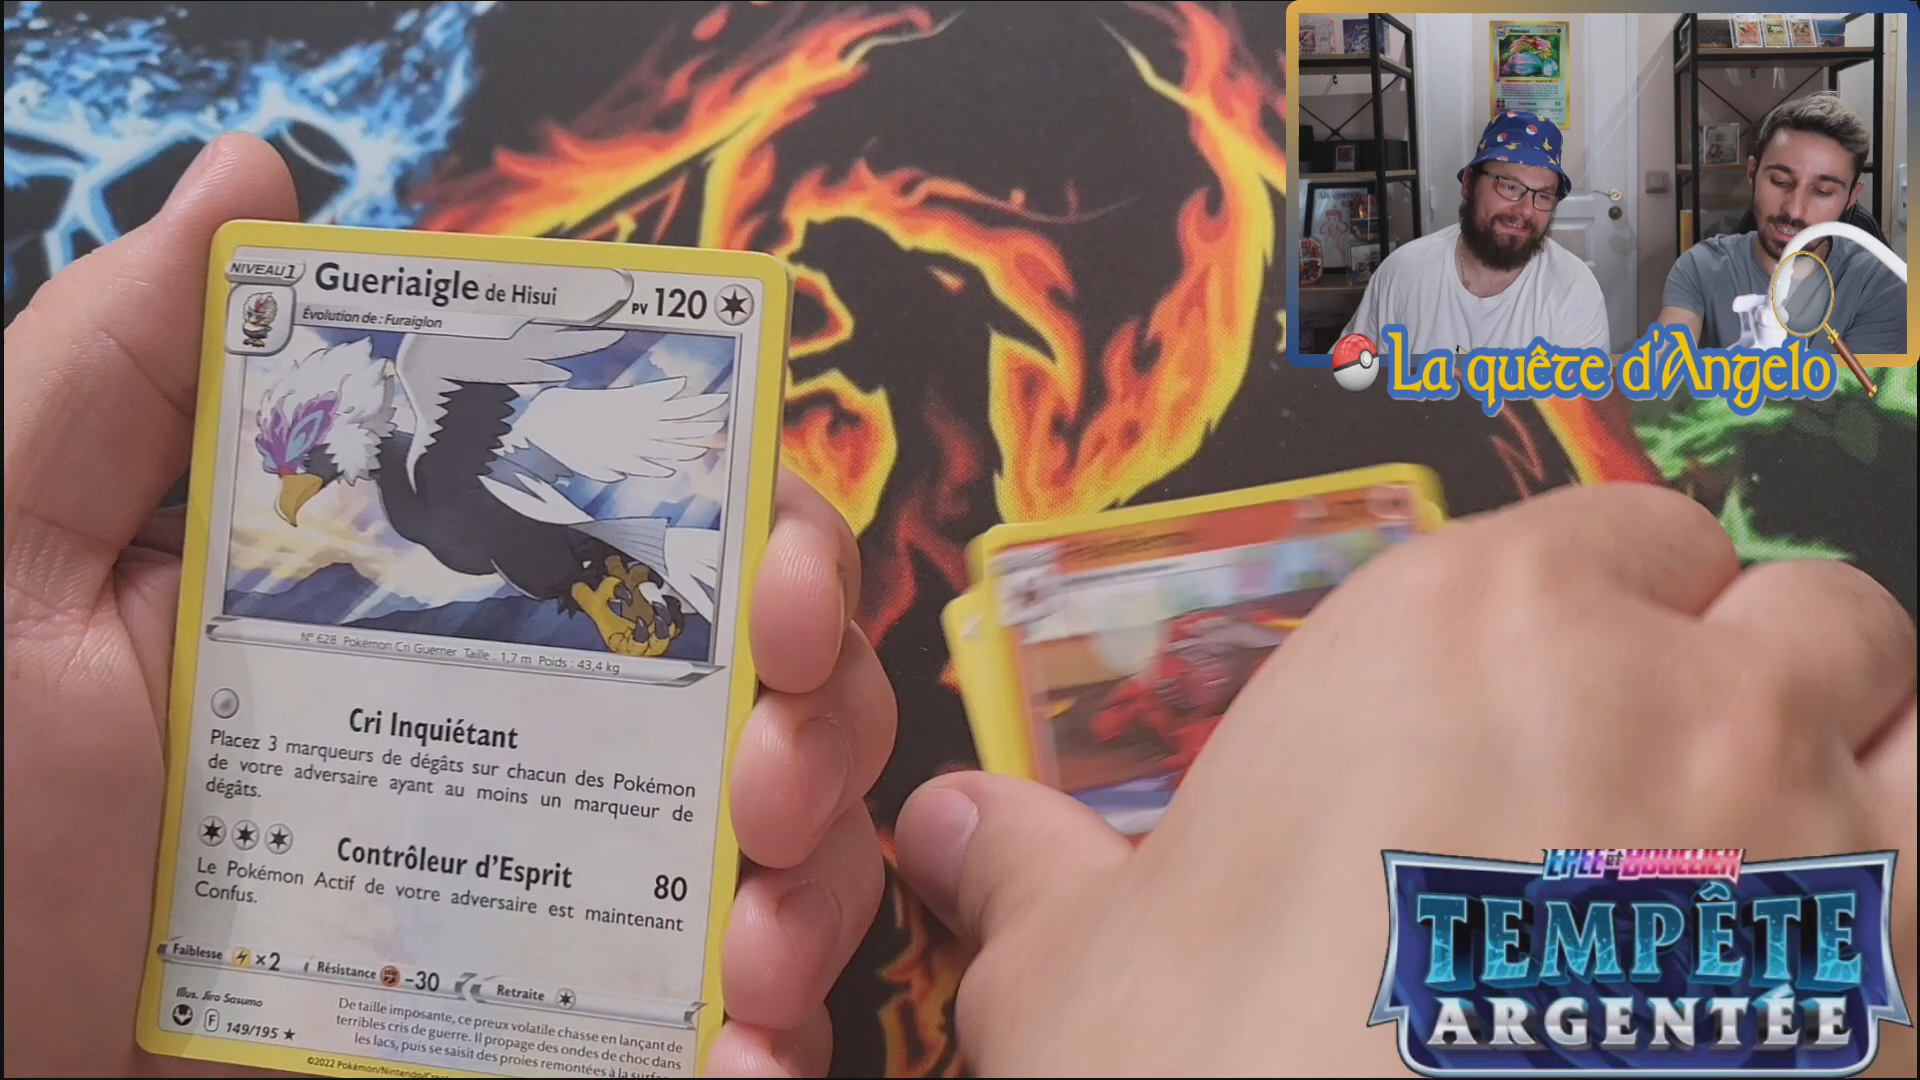 NIVEAU 1
Gueriaigle de Hisui
PV 120
Évolution de : Furaiglon
N° 628 Pokémon Cri Guerrier Taille : 1,7 m Poids : 43,4 kg
Cri Inquiétant
Placez 3 marqueurs de dégâts sur chacun des Pokémon
de votre adversaire ayant au moins un marqueur de
dégâts.
Contrôleur d'Esprit 80
Le Pokémon Actif de votre adversaire est maintenant
Confus.
Faiblesse ×2 Résistance -30 Retraite
Illus. Jiro Sasumo
F 149/195 ★
De taille imposante, ce preux volatile chasse en lançant de
terribles cris de guerre. Il propage des ondes de choc dans
les lacs, puis se saisit des proies remontées à la
©2022 Pokémon/Nintendo/
La quête d'Angelo
ÉPÉE et BOUCLIER
TEMPÊTE
ARGENTÉE